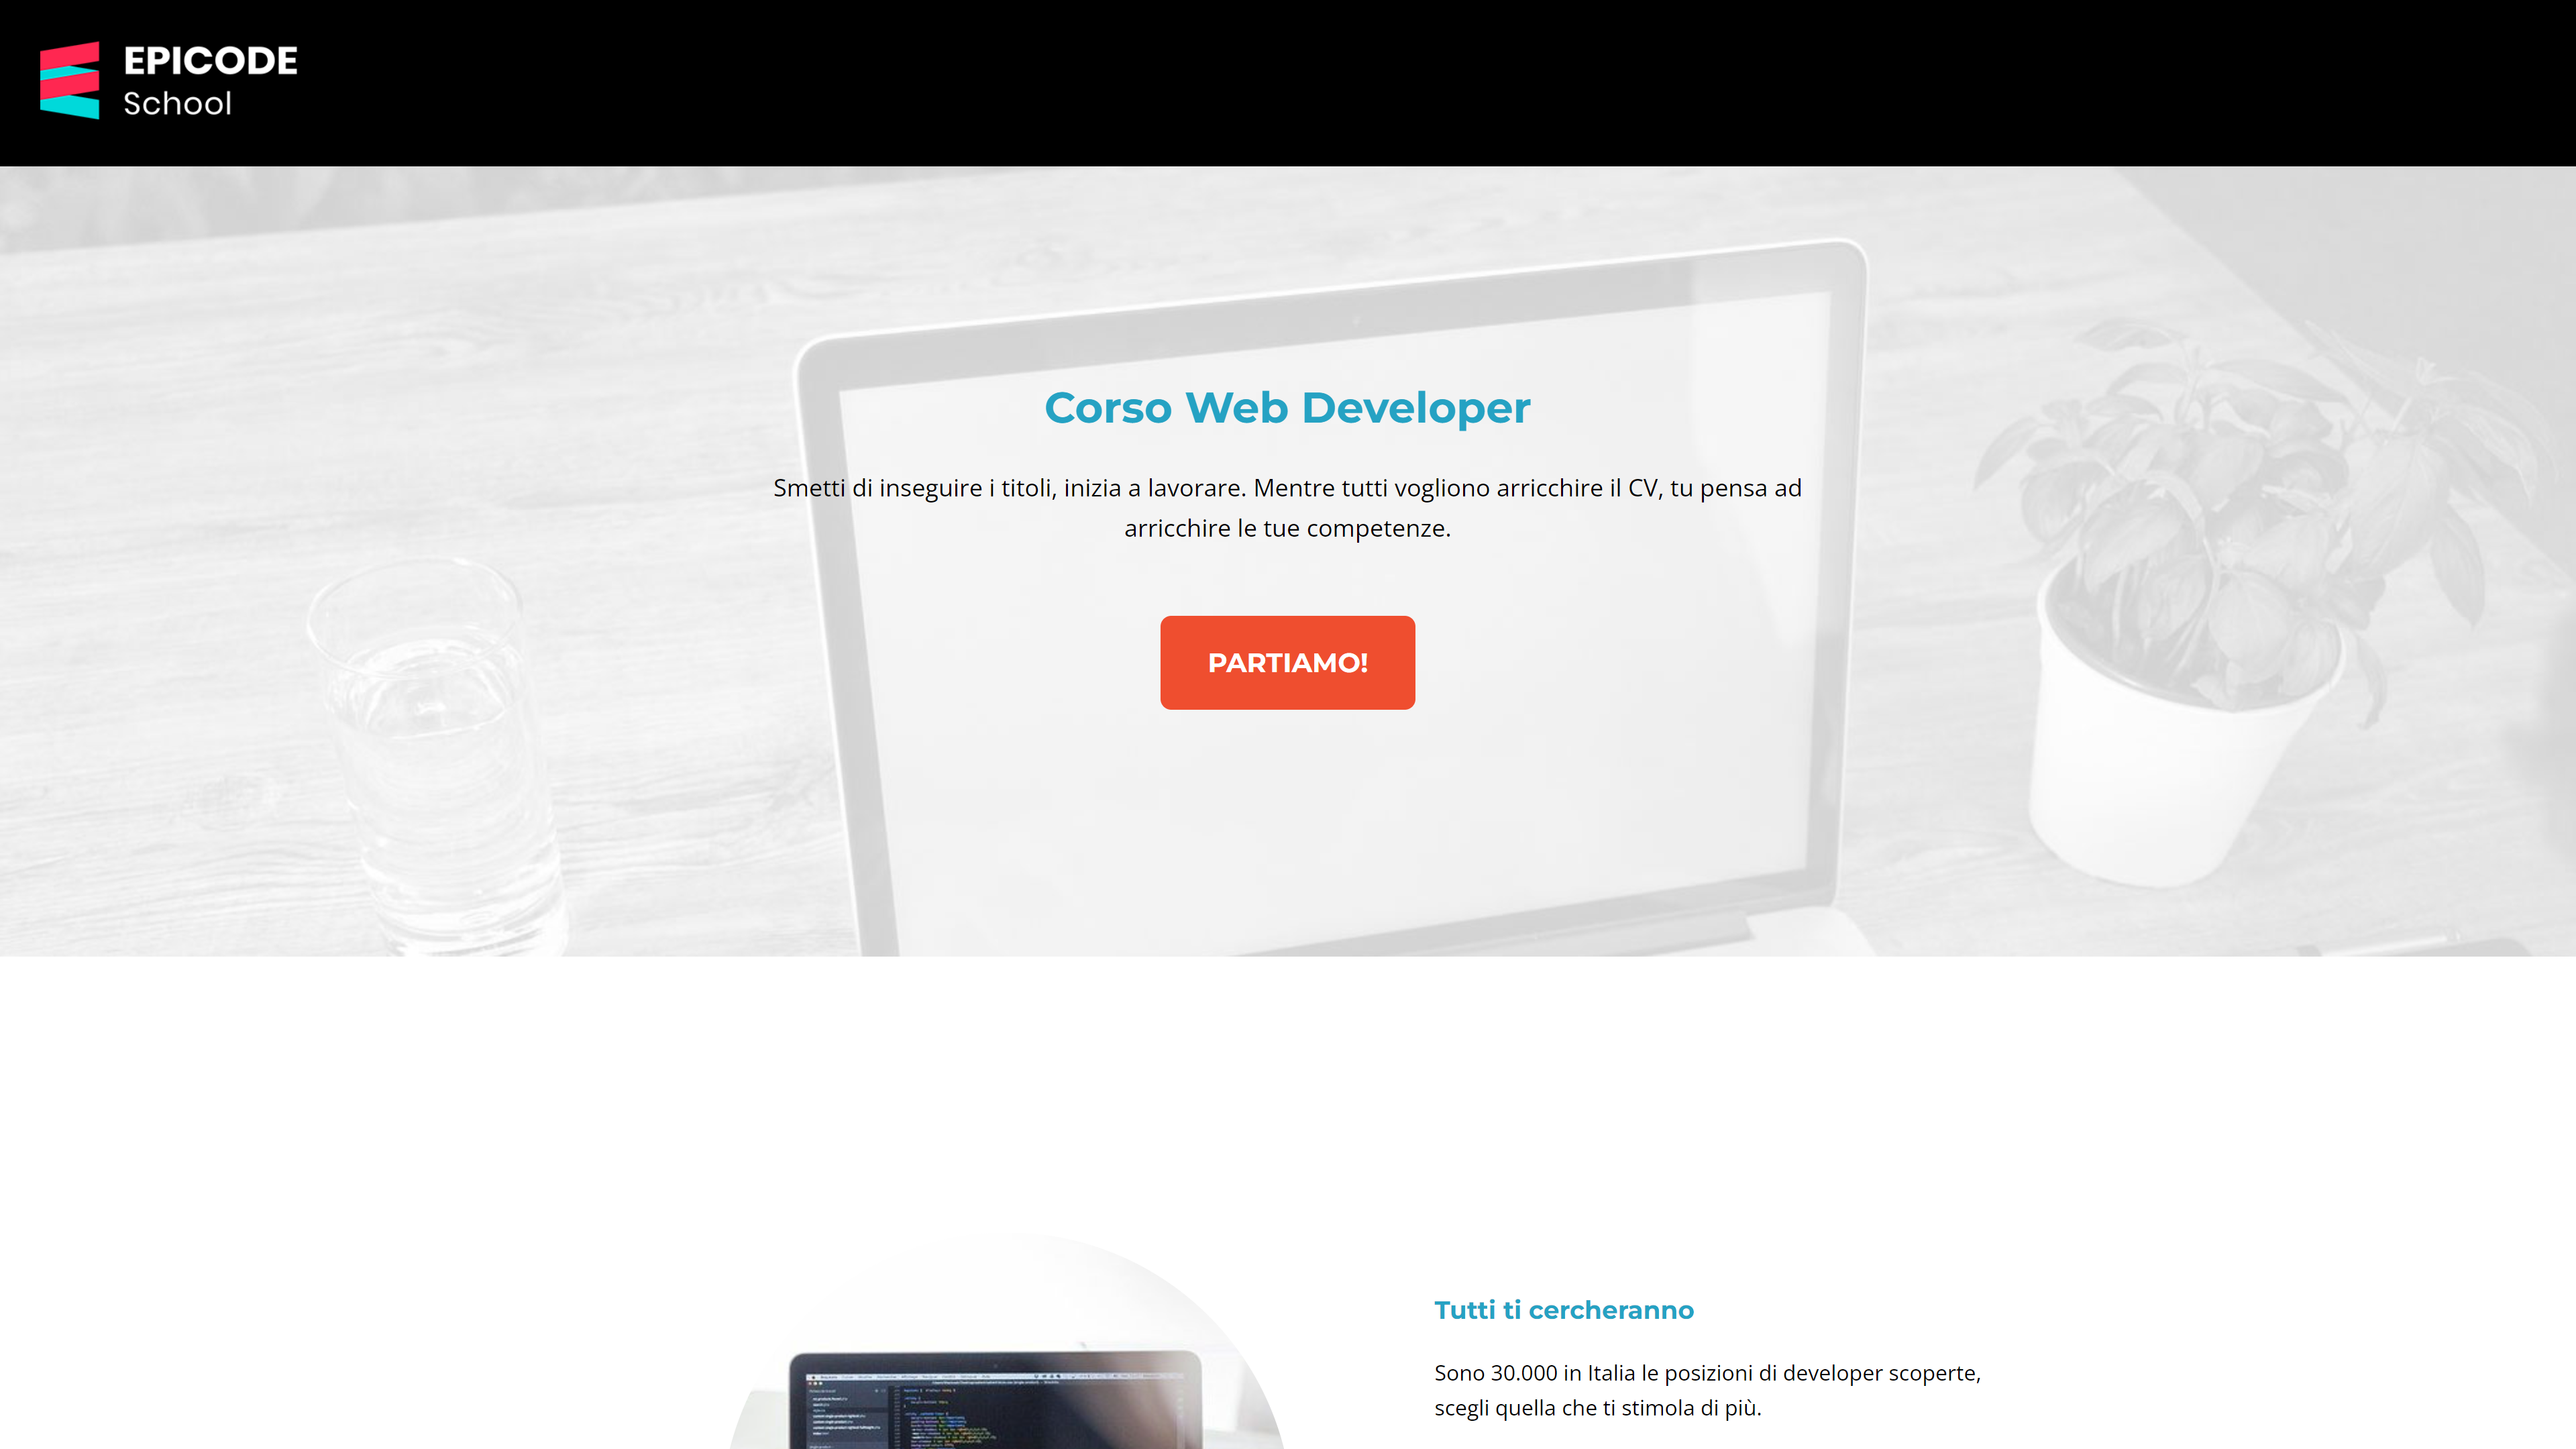 EPICODE
School
Corso Web Developer
Smetti di inseguire i titoli, inizia a lavorare. Mentre tutti vogliono arricchire il CV, tu pensa ad
arricchire le tue competenze.
PARTIAMO!
Tutti ti cercheranno
Sono 30.000 in Italia le posizioni di developer scoperte,
scegli quella che ti stimola di più.